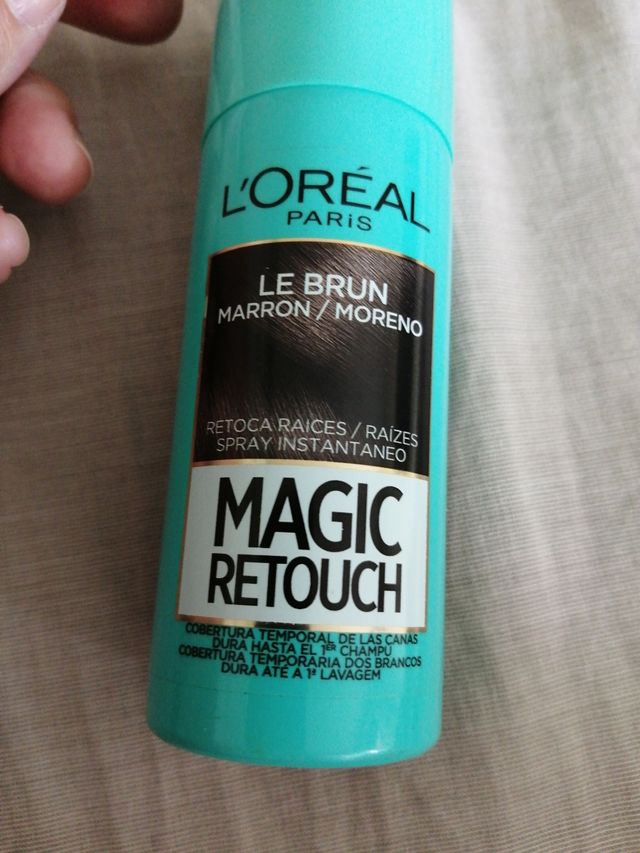 L'ORÉAL
PARiS
LE BRUN
MARRON / MORENO
RETOCA RAICES / RAÍZES
SPRAY INSTANTANEO
MAGIC
RETOUCH
COBERTURA TEMPORAL DE LAS CANAS
DURA HASTA EL 1ER CHAMPÚ
COBERTURA TEMPORARIA DOS BRANCOS
DURA ATÉ A 1ª LAVAGEM